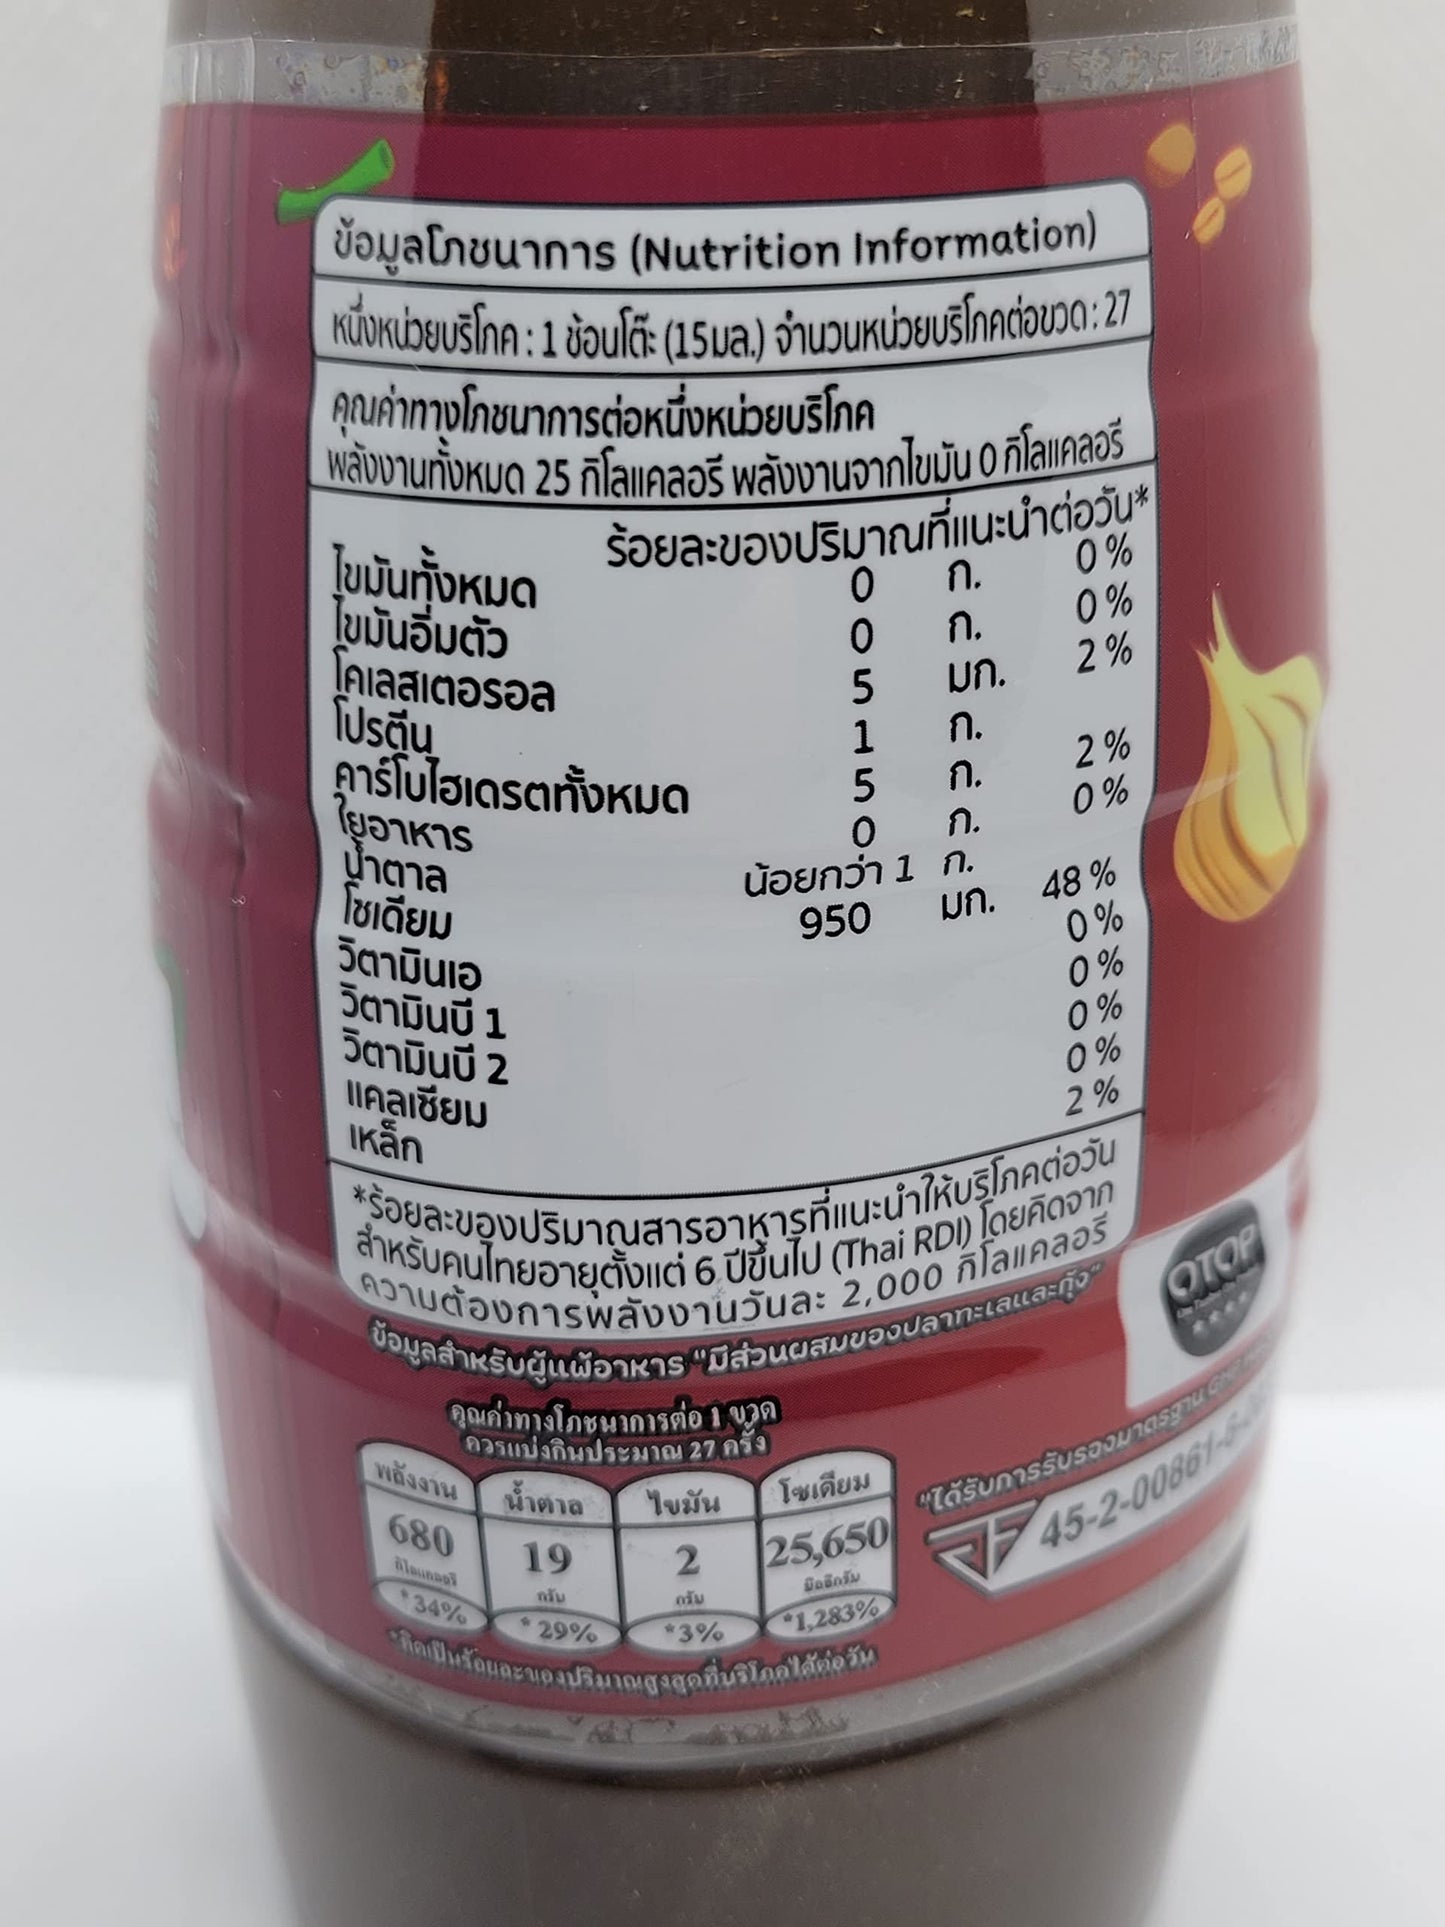 ข้อมูลโภชนาการ (Nutrition Information)
หนึ่งหน่วยบริโภค : 1 ช้อนโต๊ะ (15มล.) จำนวนหน่วยบริโภคต่อขวด : 27
คุณค่าทางโภชนาการต่อหนึ่งหน่วยบริโภค
พลังงานทั้งหมด 25 กิโลแคลอรี พลังงานจากไขมัน 0 กิโลแคลอรี
ร้อยละของปริมาณที่แนะนำต่อวัน*
ไขมันทั้งหมด 0 ก. 0 %
ไขมันอิ่มตัว 0 ก. 0 %
โคเลสเตอรอล 5 มก. 2 %
โปรตีน 1 ก.
คาร์โบไฮเดรตทั้งหมด 5 ก. 2 %
ใยอาหาร 0 ก. 0 %
น้ำตาล น้อยกว่า 1 ก.
โซเดียม 950 มก. 48 %
วิตามินเอ 0 %
วิตามินบี 1 0 %
วิตามินบี 2 0 %
แคลเซียม 0 %
เหล็ก 2 %
*ร้อยละของปริมาณสารอาหารที่แนะนำให้บริโภคต่อวัน
สำหรับคนไทยอายุตั้งแต่ 6 ปีขึ้นไป (Thai RDI) โดยคิดจาก
ความต้องการพลังงานวันละ 2,000 กิโลแคลอรี
ข้อมูลสำหรับผู้แพ้อาหาร "มีส่วนผสมของปลาทะเลและกุ้ง"
คุณค่าทางโภชนาการต่อ 1 ขวด
ควรแบ่งกินประมาณ 27 ครั้ง
พลังงาน น้ำตาล ไขมัน โซเดียม
680 19 2 25,650
กิโลแคลอรี กรัม กรัม มิลลิกรัม
*34% *29% *3% *1,283%
*คิดเป็นร้อยละของปริมาณสูงสุดที่บริโภคได้ต่อวัน
OTOP
"ได้รับการรับรองมาตรฐาน GMP
45-2-00861-6